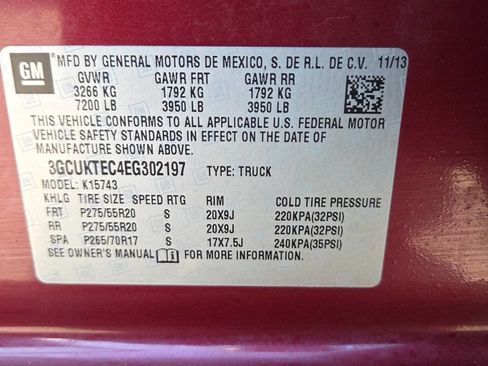 GM
MFD BY GENERAL MOTORS DE MEXICO, S. DE R.L. DE C.V. 11/13
GVWR GAWR FRT GAWR RR
3266 KG 1792 KG 1792 KG
7200 LB 3950 LB 3950 LB
THIS VEHICLE CONFORMS TO ALL APPLICABLE U.S. FEDERAL MOTOR
VEHICLE SAFETY STANDARDS IN EFFECT ON THE DATE OF
MANUFACTURE SHOWN ABOVE.
3GCUKTEC4EG302197 TYPE: TRUCK
MODEL: K15743
KHLG TIRE SIZE SPEED RTG RIM COLD TIRE PRESSURE
FRT P275/55R20 S 20X9J 220KPA(32PSI)
RR P275/55R20 S 20X9J 220KPA(32PSI)
SPA P265/70R17 S 17X7.5J 240KPA(35PSI)
SEE OWNER'S MANUAL FOR MORE INFORMATION.